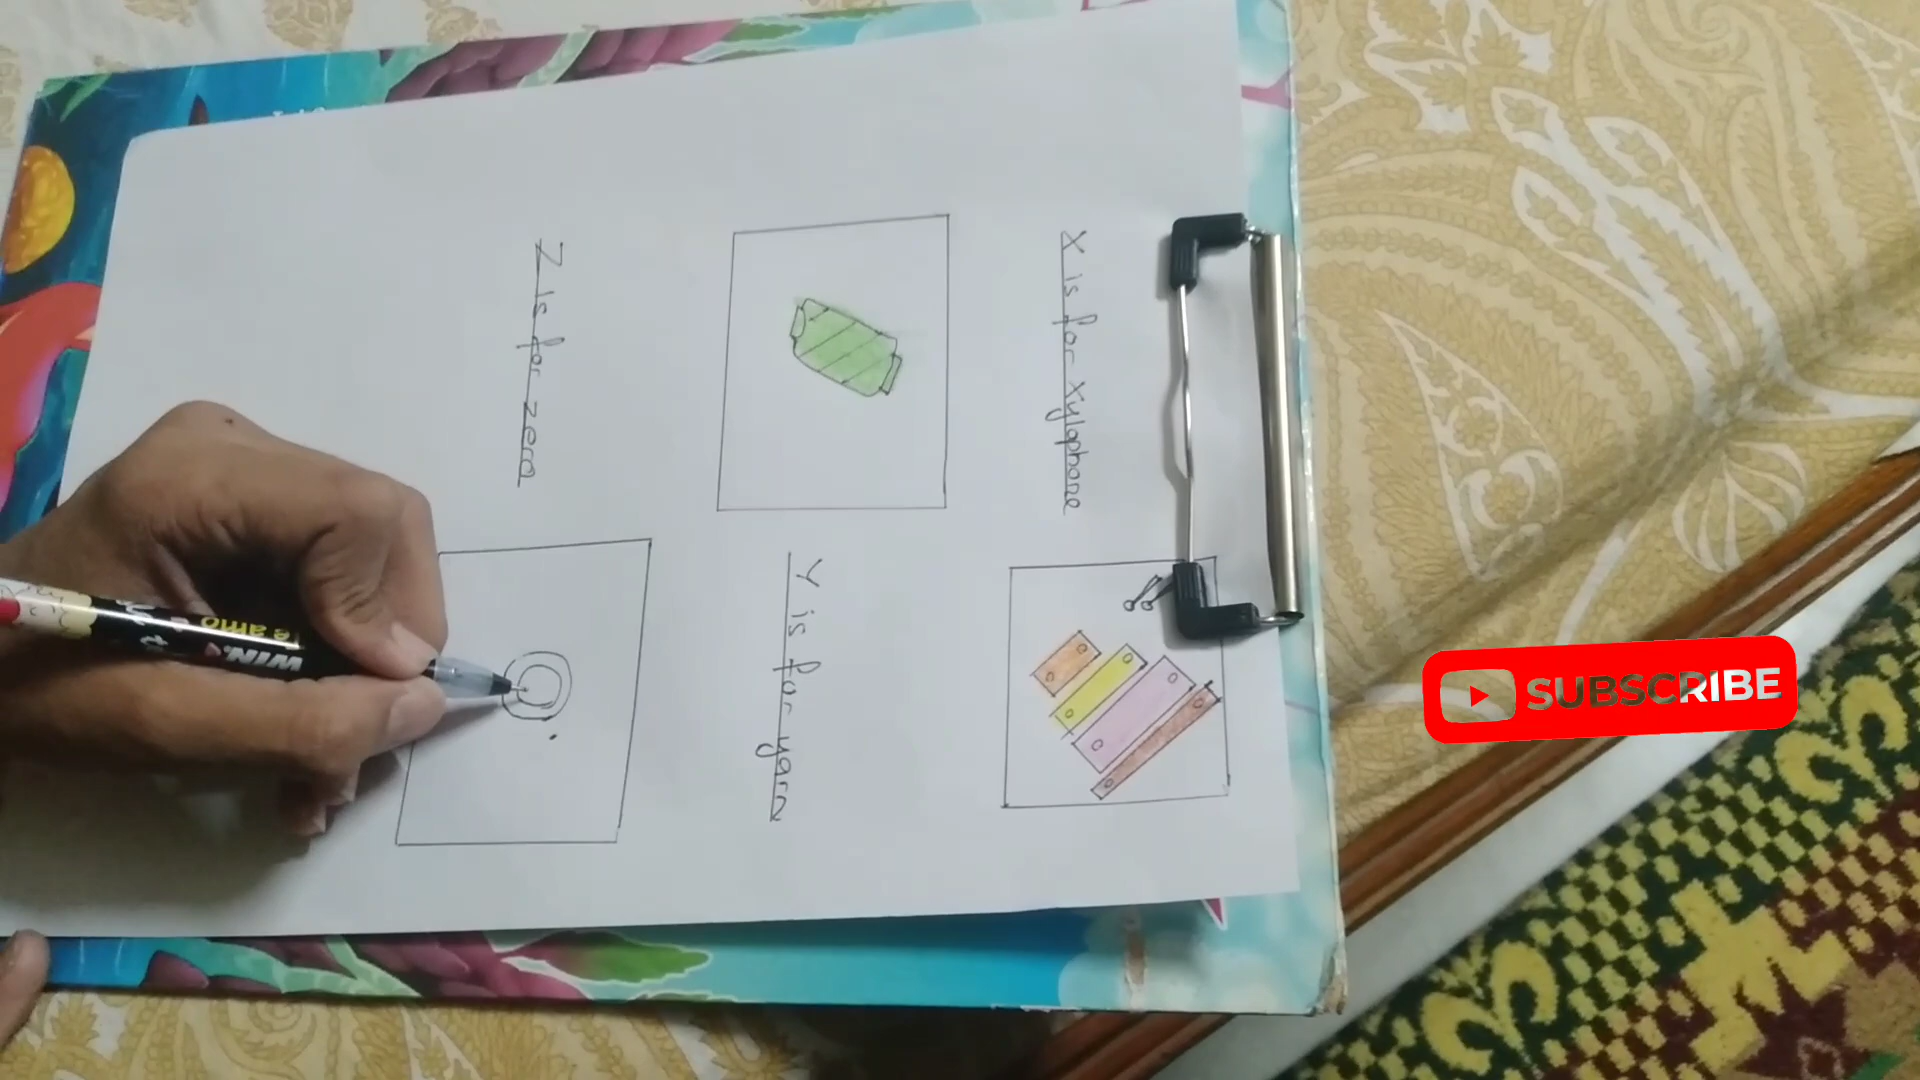 X is for xylophone
Y is for yarn
Z is for zero
WIN
SUBSCRIBE